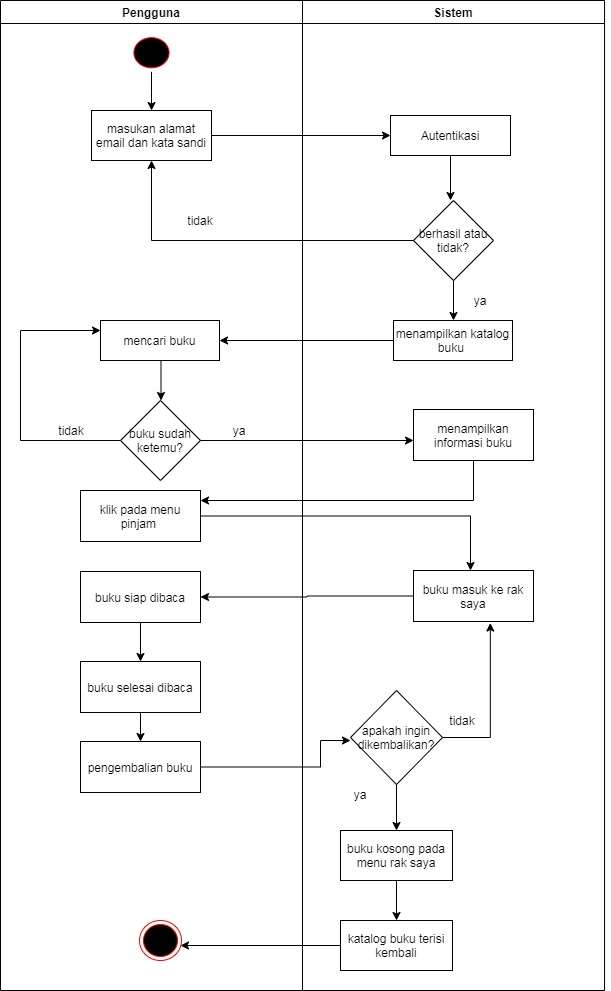 Pengguna
Sistem
masukan alamat
email dan kata sandi
Autentikasi
tidak
berhasil atau
tidak?
ya
mencari buku
menampilkan katalog
buku
tidak
buku sudah
ketemu?
ya
menampilkan
informasi buku
klik pada menu
pinjam
buku siap dibaca
buku masuk ke rak
saya
buku selesai dibaca
apakah ingin
dikembalikan?
tidak
pengembalian buku
ya
buku kosong pada
menu rak saya
katalog buku terisi
kembali